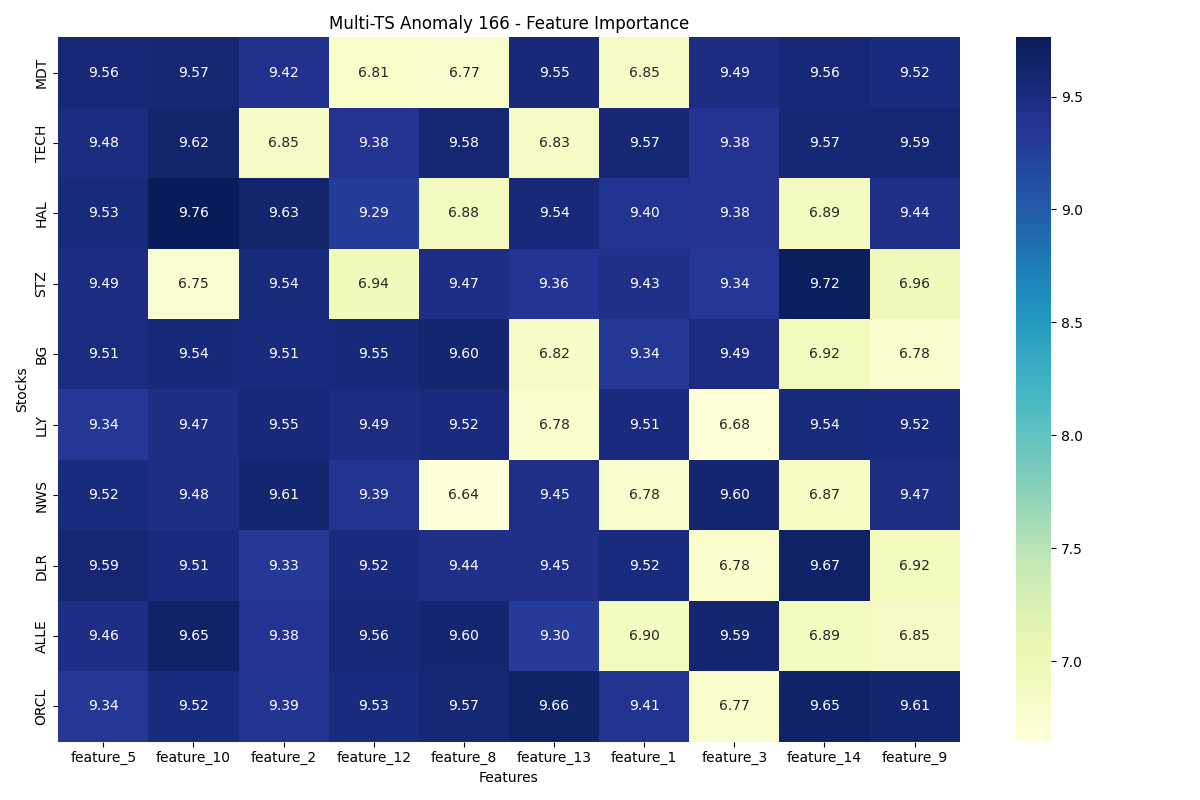 Multi-TS Anomaly 166 - Feature Importance
MDT 9.56 9.57 9.42 6.81 6.77 9.55 6.85 9.49 9.56 9.52
TECH 9.48 9.62 6.85 9.38 9.58 6.83 9.57 9.38 9.57 9.59
HAL 9.53 9.76 9.63 9.29 6.88 9.54 9.40 9.38 6.89 9.44
STZ 9.49 6.75 9.54 6.94 9.47 9.36 9.43 9.34 9.72 6.96
BG 9.51 9.54 9.51 9.55 9.60 6.82 9.34 9.49 6.92 6.78
LLY 9.34 9.47 9.55 9.49 9.52 6.78 9.51 6.68 9.54 9.52
NWS 9.52 9.48 9.61 9.39 6.64 9.45 6.78 9.60 6.87 9.47
DLR 9.59 9.51 9.33 9.52 9.44 9.45 9.52 6.78 9.67 6.92
ALLE 9.46 9.65 9.38 9.56 9.60 9.30 6.90 9.59 6.89 6.85
ORCL 9.34 9.52 9.39 9.53 9.57 9.66 9.41 6.77 9.65 9.61
Stocks
feature_5 feature_10 feature_2 feature_12 feature_8 feature_13 feature_1 feature_3 feature_14 feature_9
Features
9.5
9.0
8.5
8.0
7.5
7.0